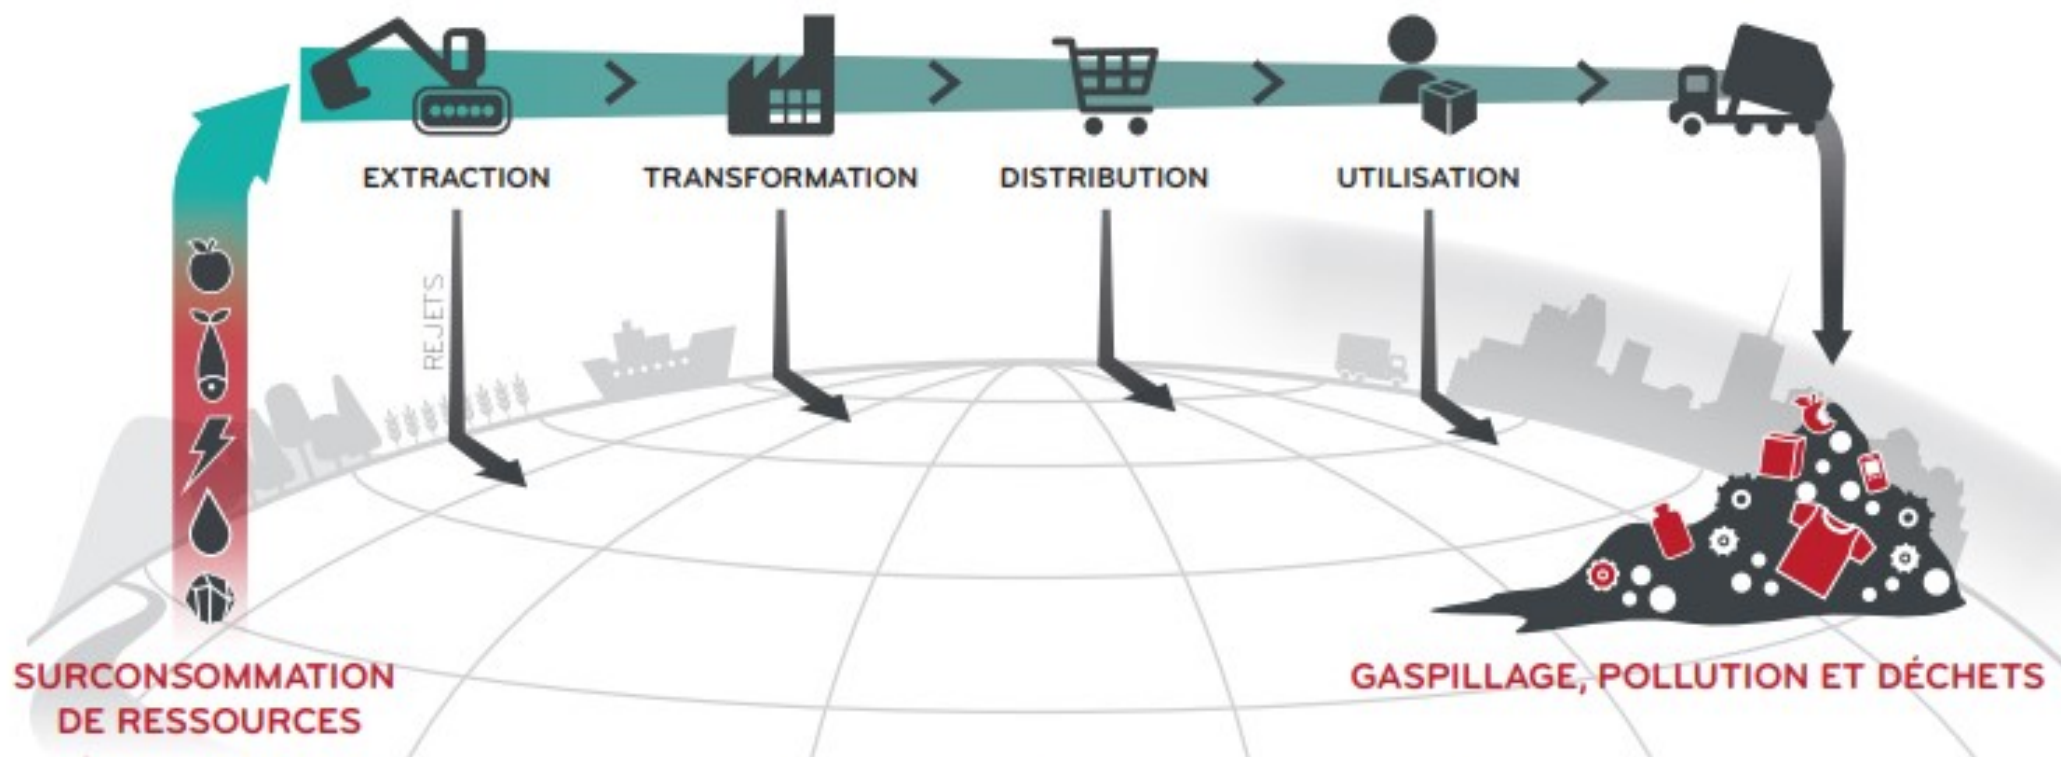 EXTRACTION
TRANSFORMATION
DISTRIBUTION
UTILISATION
REJETS
SURCONSOMMATION
DE RESSOURCES
GASPILLAGE, POLLUTION ET DÉCHETS